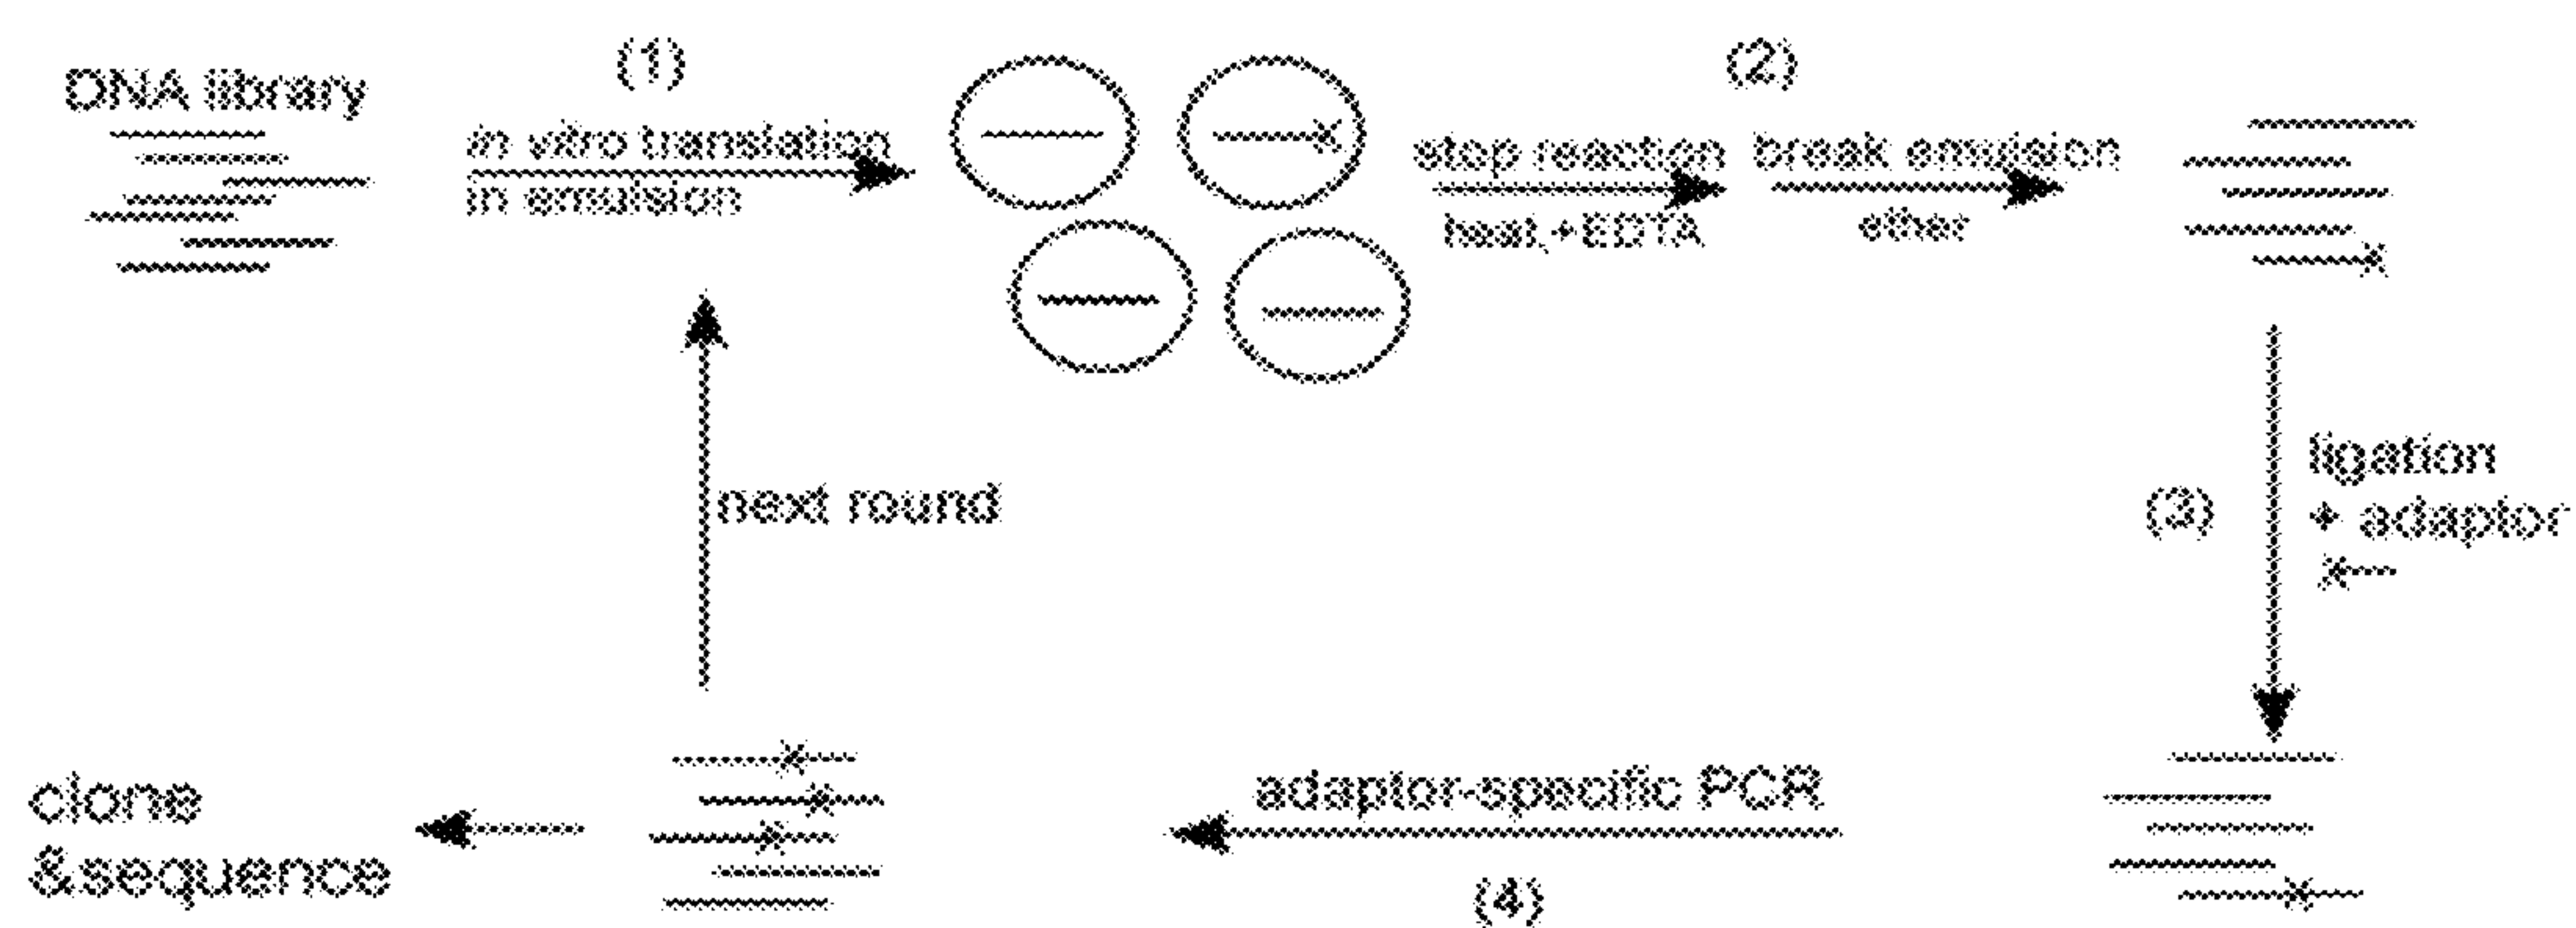 DNA library
(1)
in vitro translation
in emulsion
(2)
stop reaction
heat,+EDTA
break emulsion
ether
(3)
ligation
+ adaptor
next round
adaptor-specific PCR
(4)
clone
&sequence